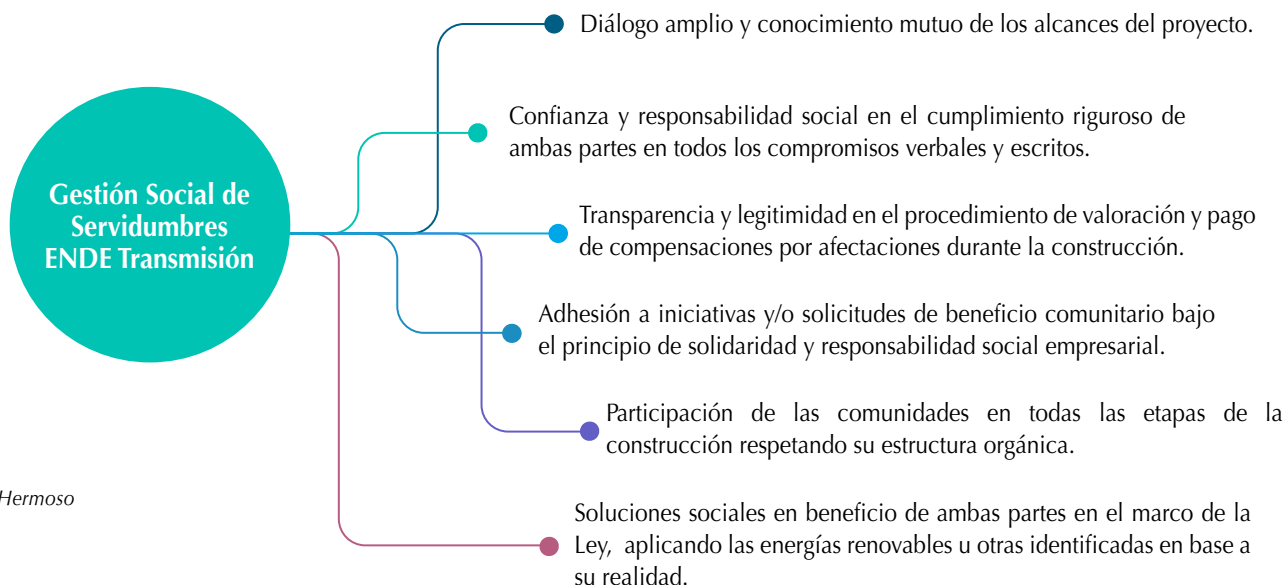 Diálogo amplio y conocimiento mutuo de los alcances del proyecto.
Confianza y responsabilidad social en el cumplimiento riguroso de
ambas partes en todos los compromisos verbales y escritos.
Gestión Social de
Servidumbres
ENDE Transmisión
Transparencia y legitimidad en el procedimiento de valoración y pago
de compensaciones por afectaciones durante la construcción.
Adhesión a iniciativas y/o solicitudes de beneficio comunitario bajo
el principio de solidaridad y responsabilidad social empresarial.
Participación de las comunidades en todas las etapas de la
construcción respetando su estructura orgánica.
Hermoso
Soluciones sociales en beneficio de ambas partes en el marco de la
Ley, aplicando las energías renovables u otras identificadas en base a
su realidad.